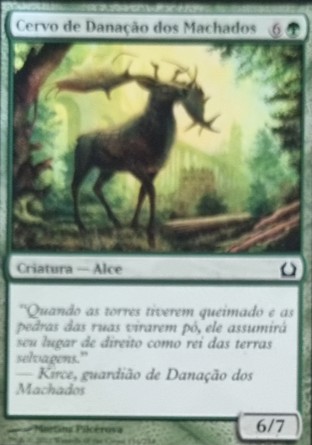 Cervo de Danação dos Machados 6
Criatura — Alce
"Quando as torres tiverem queimado e as
pedras das ruas virarem pó, ele assumirá
seu lugar de direito como rei das terras
selvagens."
— Kirce, guardião de Danação dos
Machados
6/7
Martina Pilcerova